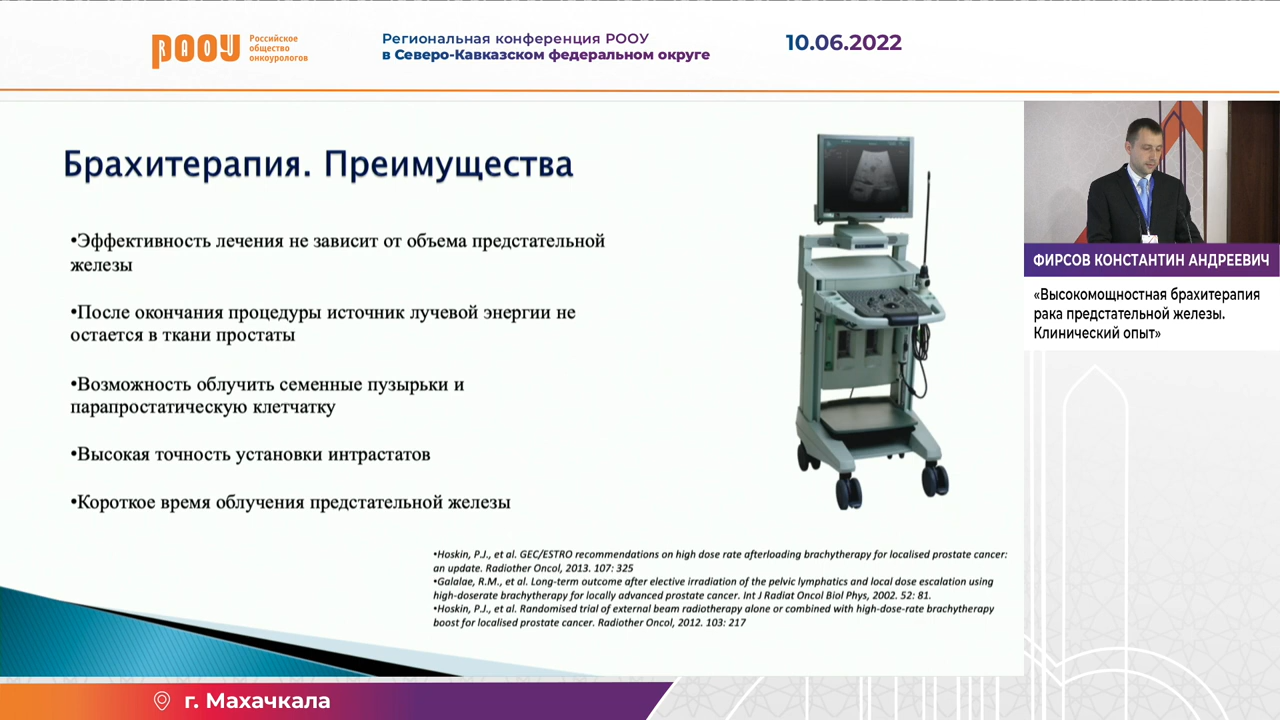 РООУ
Российское
общество
онкоурологов
Региональная конференция РООУ
в Северо-Кавказском федеральном округе
10.06.2022
Брахитерапия. Преимущества
•Эффективность лечения не зависит от объема предстательной
железы
•После окончания процедуры источник лучевой энергии не
остается в ткани простаты
•Возможность облучить семенные пузырьки и
парапростатическую клетчатку
•Высокая точность установки интрастатов
•Короткое время облучения предстательной железы
•Hoskin, P.J., et al. GEC/ESTRO recommendations on high dose rate afterloading brachytherapy for localised prostate cancer:
an update. Radiother Oncol, 2013. 107: 325
•Galalae, R.M., et al. Long-term outcome after elective irradiation of the pelvic lymphatics and local dose escalation using
high-doserate brachytherapy for locally advanced prostate cancer. Int J Radiat Oncol Biol Phys, 2002. 52: 81.
•Hoskin, P.J., et al. Randomised trial of external beam radiotherapy alone or combined with high-dose-rate brachytherapy
boost for localised prostate cancer. Radiother Oncol, 2012. 103: 217
ФИРСОВ КОНСТАНТИН АНДРЕЕВИЧ
«Высокомощностная брахитерапия
рака предстательной железы.
Клинический опыт»
г. Махачкала